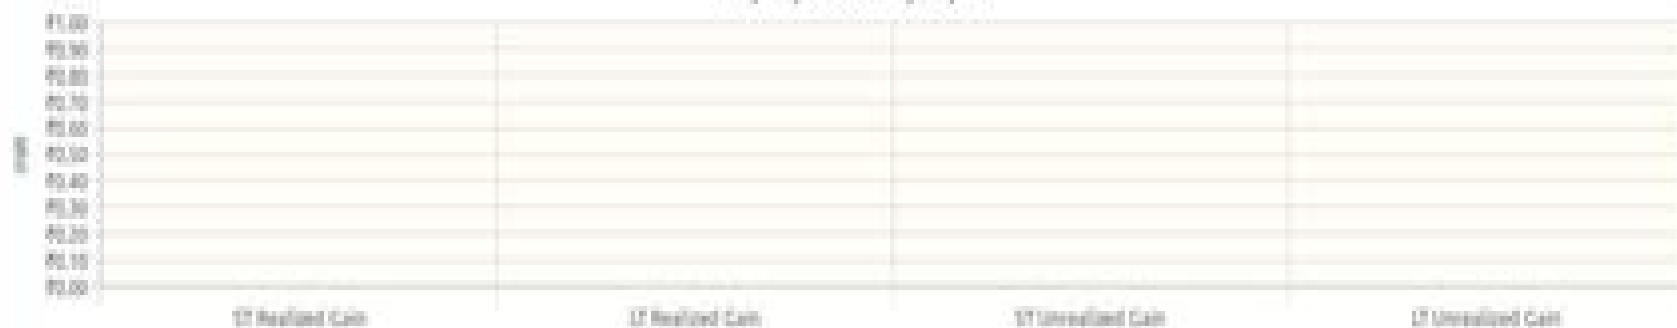 ₹1.00
₹0.90
₹0.80
₹0.70
₹0.60
₹0.50
₹0.40
₹0.30
₹0.20
₹0.10
₹0.00
ST Realized Gain
LT Realized Gain
ST Unrealized Gain
LT Unrealized Gain